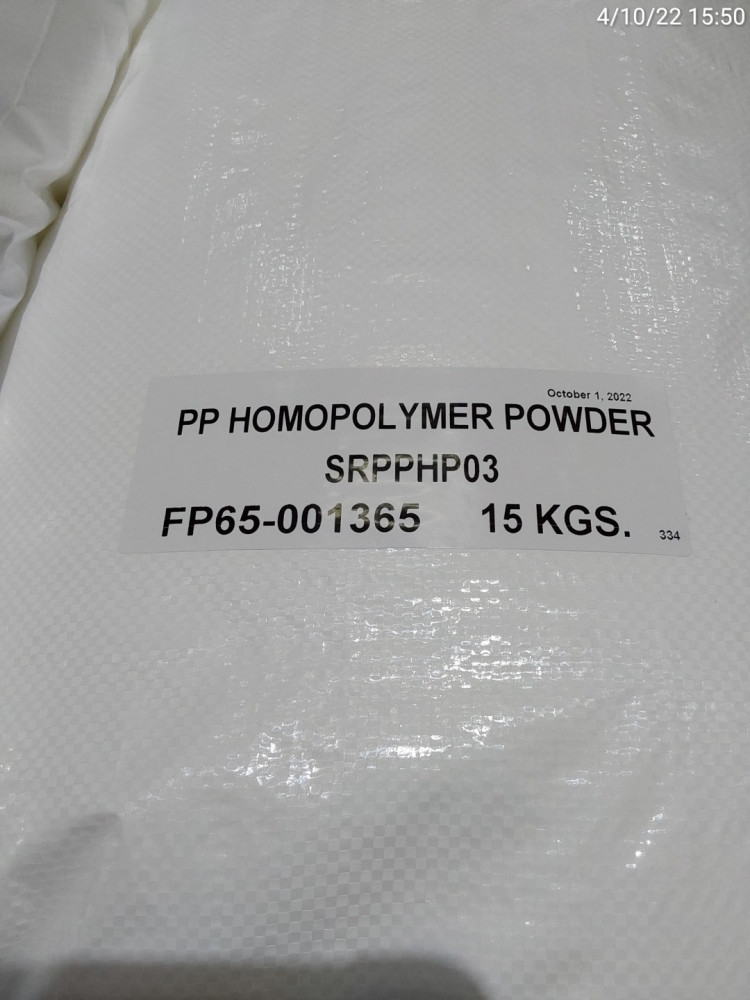 4/10/22 15:50
October 1, 2022
PP HOMOPOLYMER POWDER
SRPPHP03
FP65-001365 15 KGS. 334